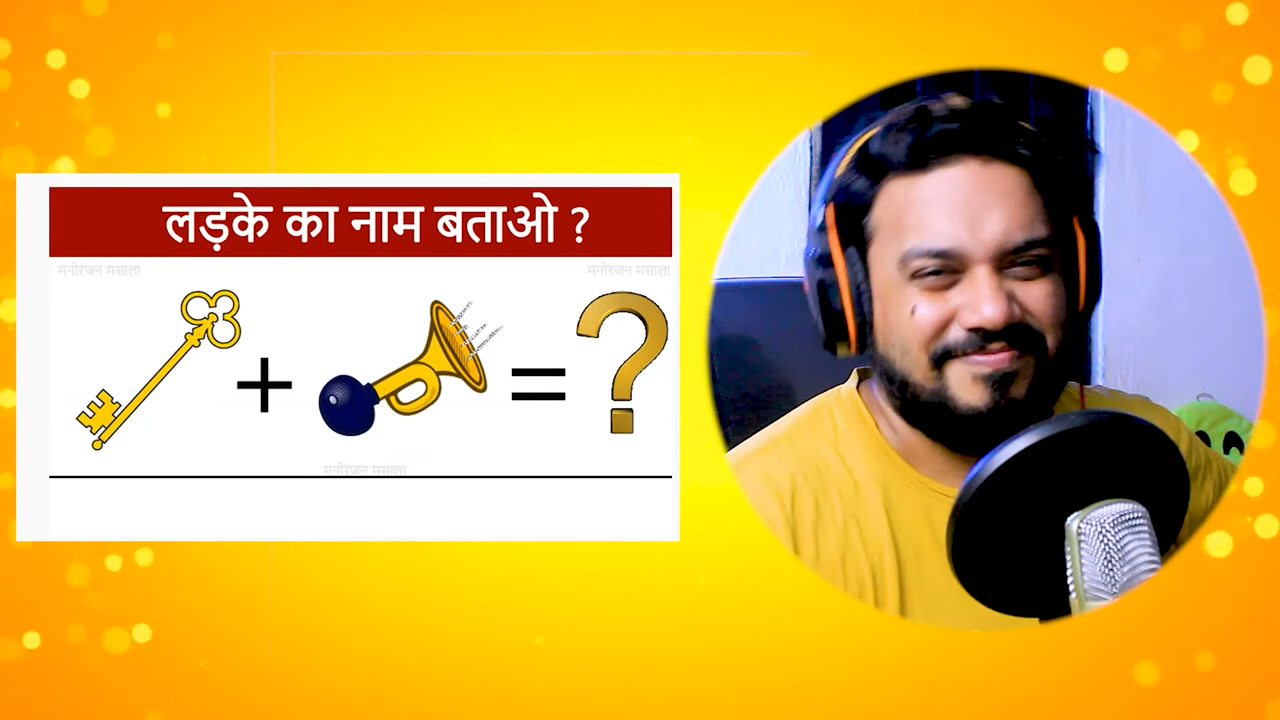 लड़के का नाम बताओ ?
मनोरंजन मसाला मनोरंजन मसाला
+ = ?
मनोरंजन मसाला